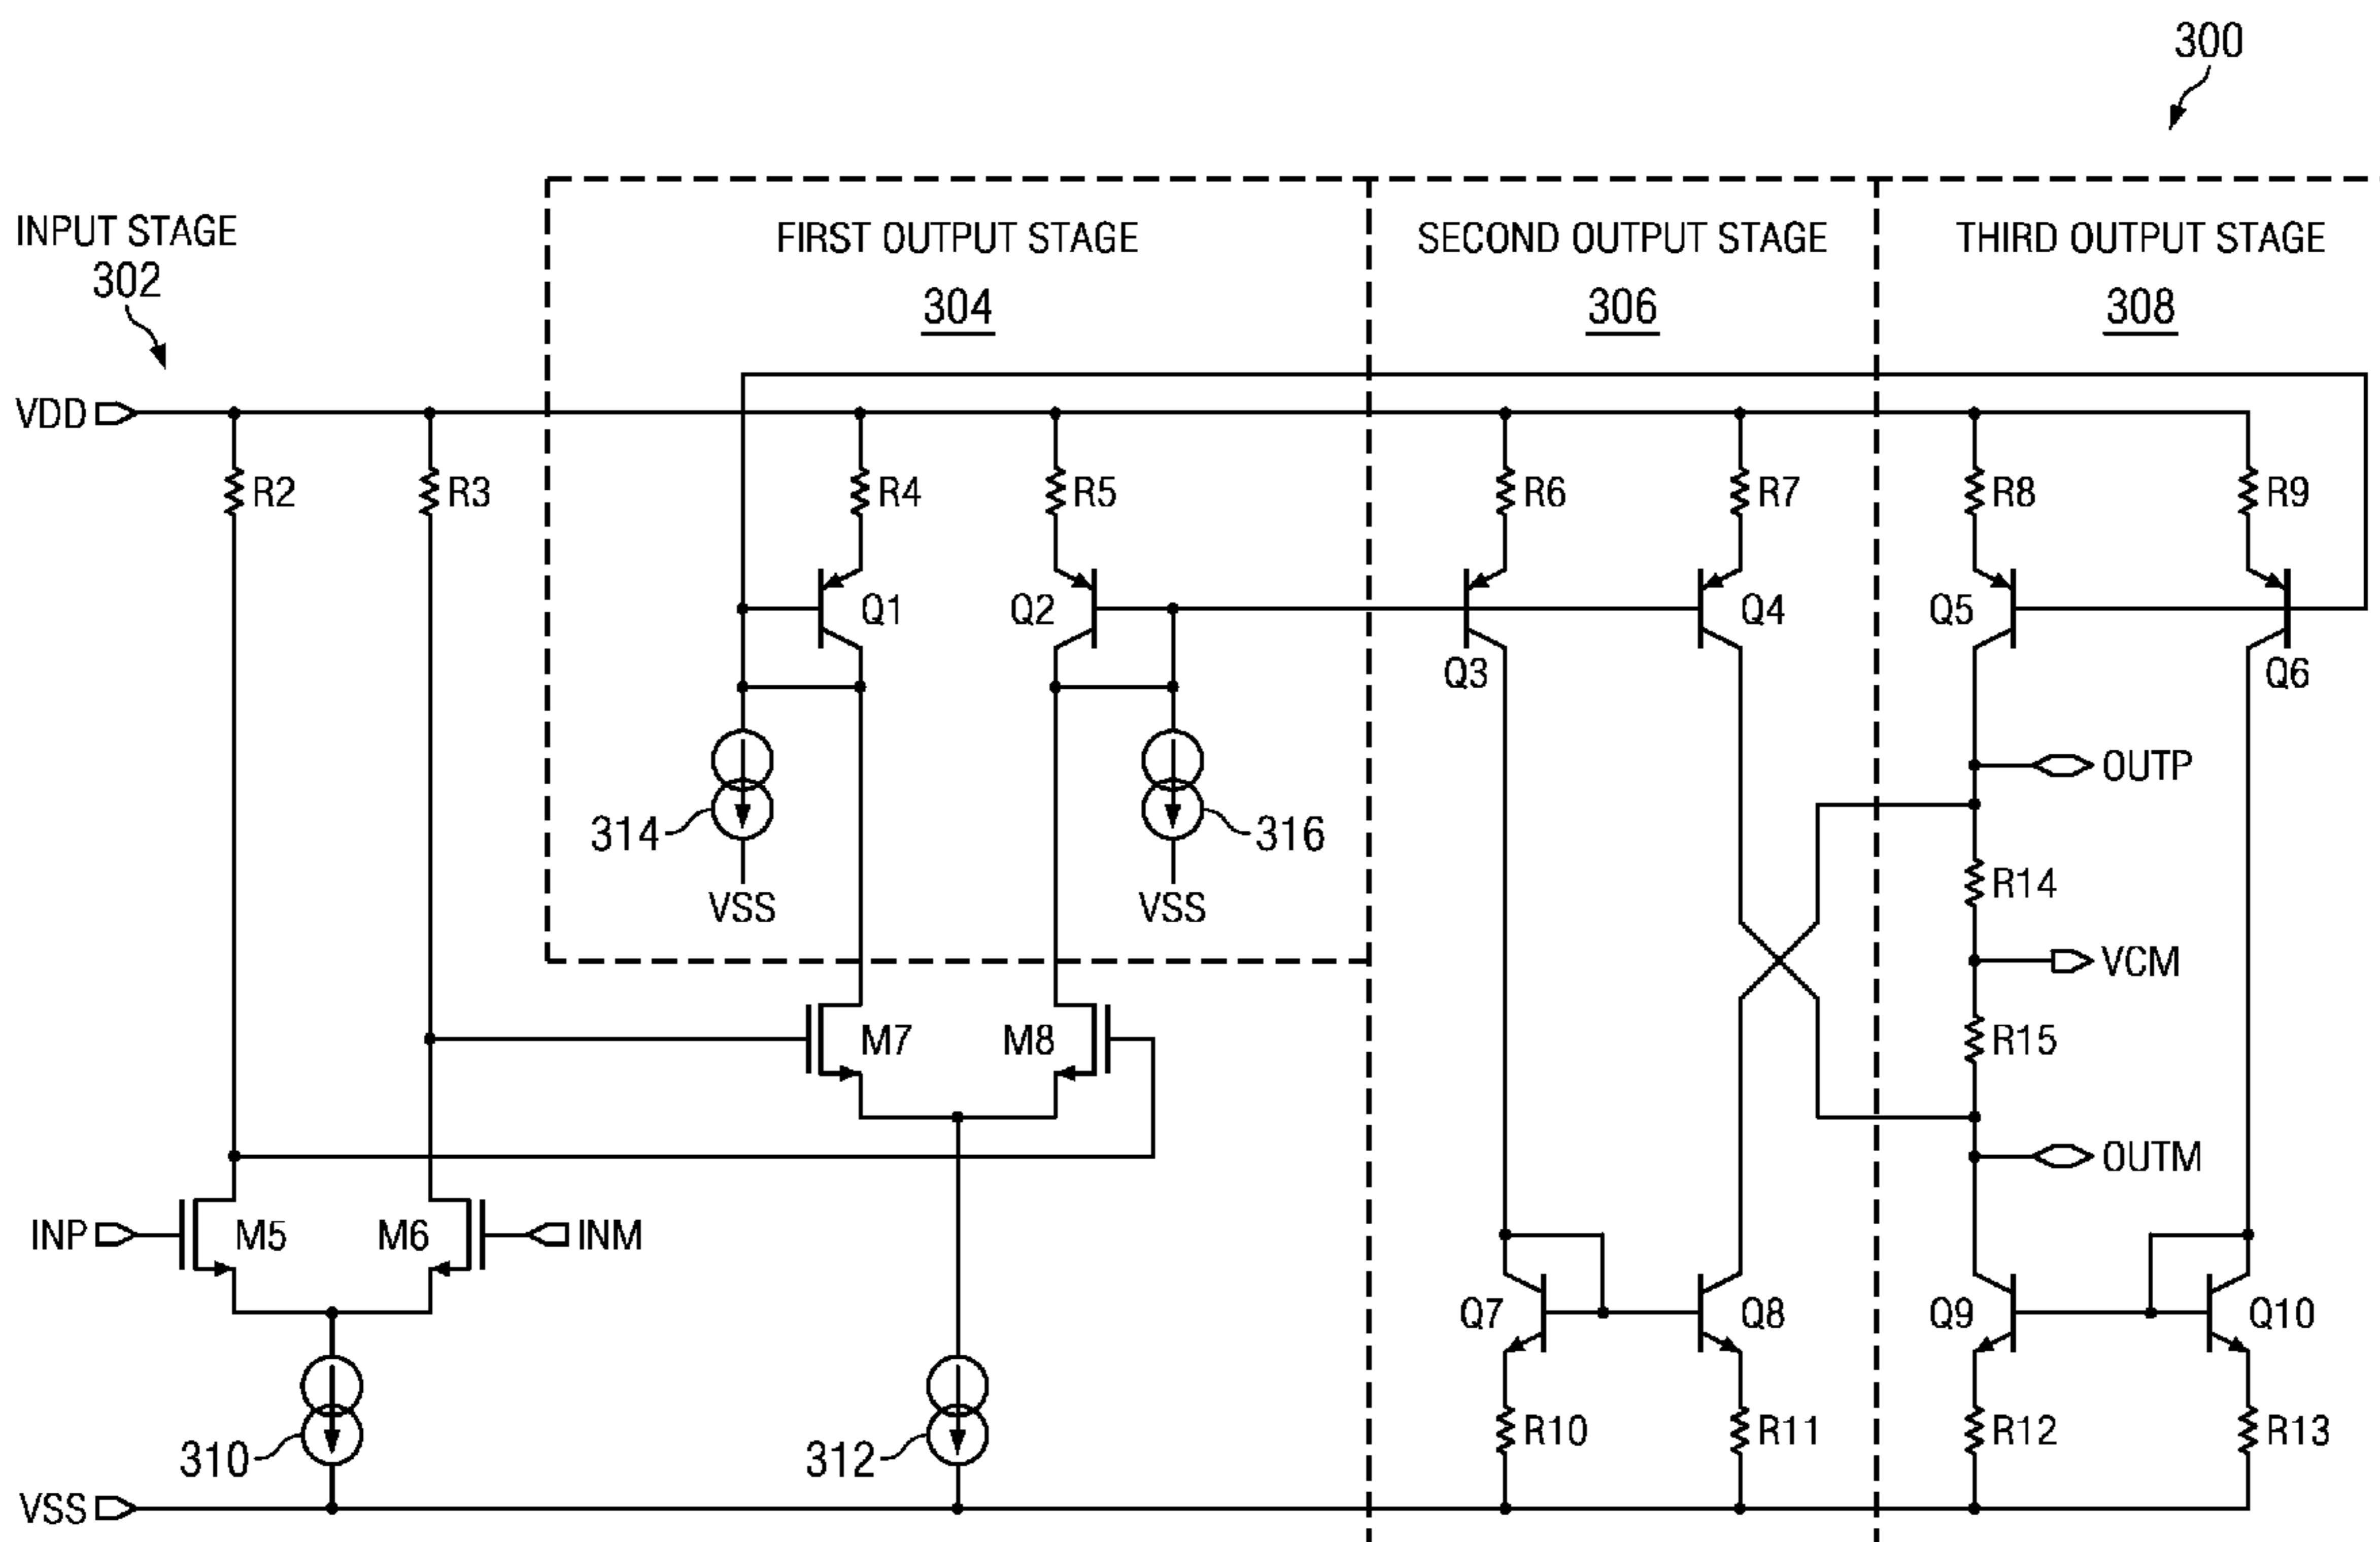 300
INPUT STAGE
302
FIRST OUTPUT STAGE
304
SECOND OUTPUT STAGE
306
THIRD OUTPUT STAGE
308
VDD
R2
R3
R4
R5
R6
R7
R8
R9
Q1
Q2
Q3
Q4
Q5
Q6
OUTP
314
316
VSS
VSS
R14
VCM
R15
M7
M8
OUTM
INP
M5
M6
INM
Q7
Q8
Q9
Q10
310
312
R10
R11
R12
R13
VSS